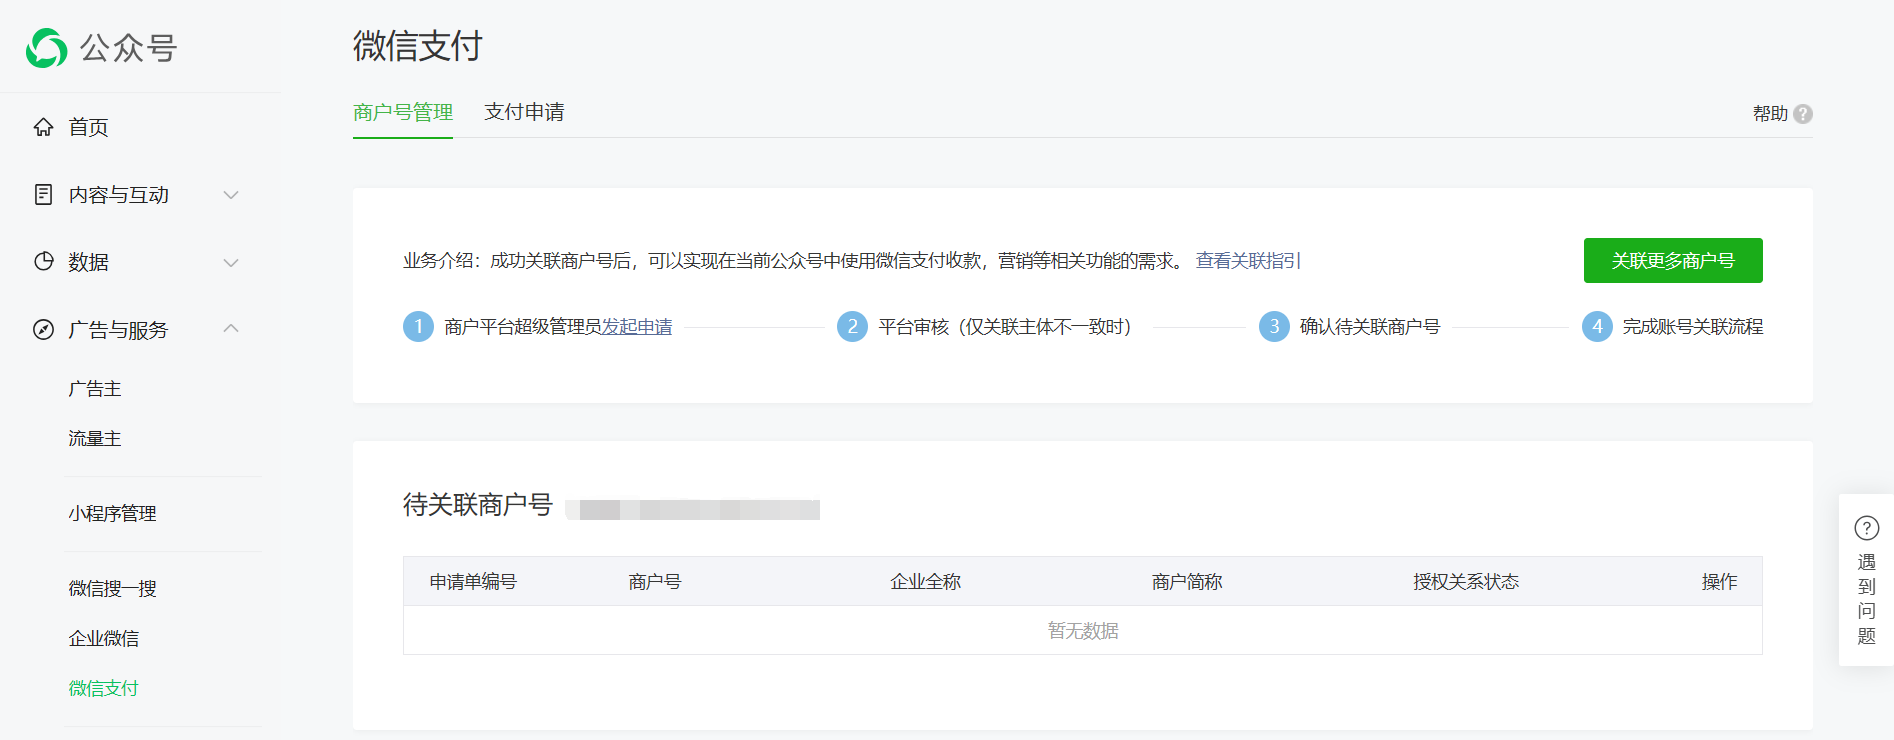 公众号
首页
内容与互动
数据
广告与服务
广告主
流量主
小程序管理
微信搜一搜
企业微信
微信支付
微信支付
商户号管理 支付申请 帮助 ?
业务介绍：成功关联商户号后，可以实现在当前公众号中使用微信支付收款，营销等相关功能的需求。 查看关联指引 关联更多商户号
1 商户平台超级管理员发起申请 2 平台审核（仅关联主体不一致时） 3 确认待关联商户号 4 完成账号关联流程
待关联商户号
申请单编号 商户号 企业全称 商户简称 授权关系状态 操作
暂无数据
?
遇
到
问
题